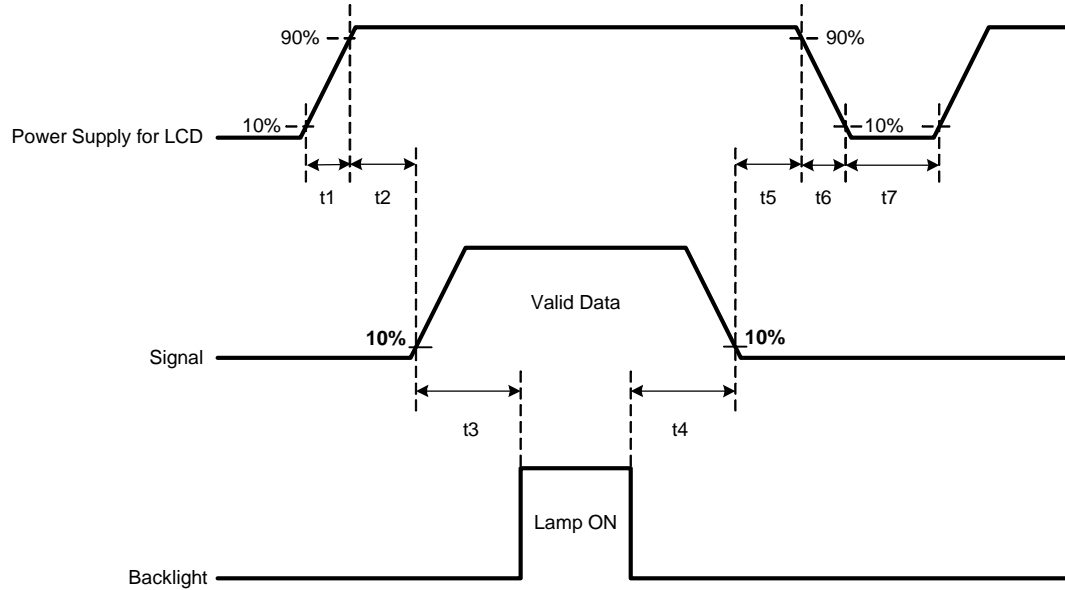 90%
90%
10%
10%
Power Supply for LCD
t1
t2
t5
t6
t7
Valid Data
10%
10%
Signal
t3
t4
Lamp ON
Backlight